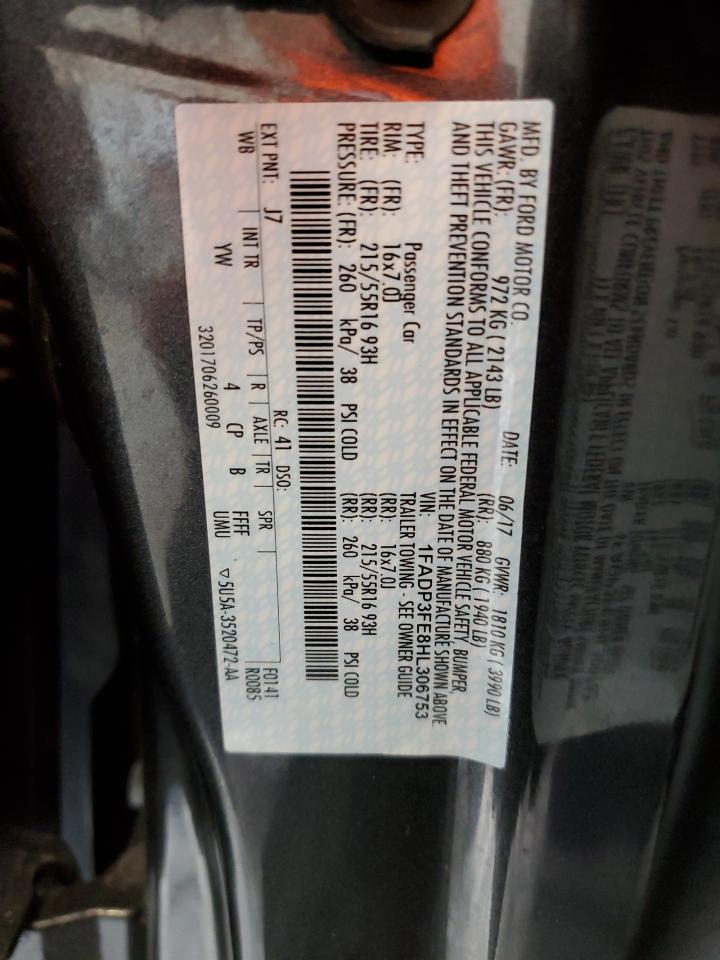 MFD. BY FORD MOTOR CO. DATE: 06/17 GVWR: 1810 KG ( 3990 LB)
GAWR: (FR): 972 KG ( 2143 LB) (RR): 880 KG ( 1940 LB)
THIS VEHICLE CONFORMS TO ALL APPLICABLE FEDERAL MOTOR VEHICLE SAFETY, BUMPER,
AND THEFT PREVENTION STANDARDS IN EFFECT ON THE DATE OF MANUFACTURE SHOWN ABOVE
VIN: 1FADP3FE8HL306753
TYPE: Passenger Car TRAILER TOWING - SEE OWNER GUIDE
RIM: (FR): 16x7.0J (RR): 16x7.0J
TIRE: (FR): 215/55R16 93H (RR): 215/55R16 93H
PRESSURE: (FR): 260 kPa/ 38 PSI COLD (RR): 260 kPa/ 38 PSI COLD
EXT PNT: J7 RC: 41 DSO: F0141
WB INT TR TP/PS R AXLE TR SPR R0085
YW 4 CP B FFFF
UMU
3201706260009 ▽5U5A-3520472-AA